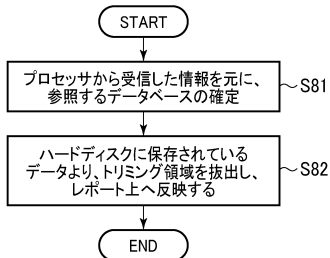 START
プロセッサから受信した情報を元に、
参照するデータベースの確定
~S81
ハードディスクに保存されている
データより、トリミング領域を抜出し、
レポート上へ反映する
~S82
END